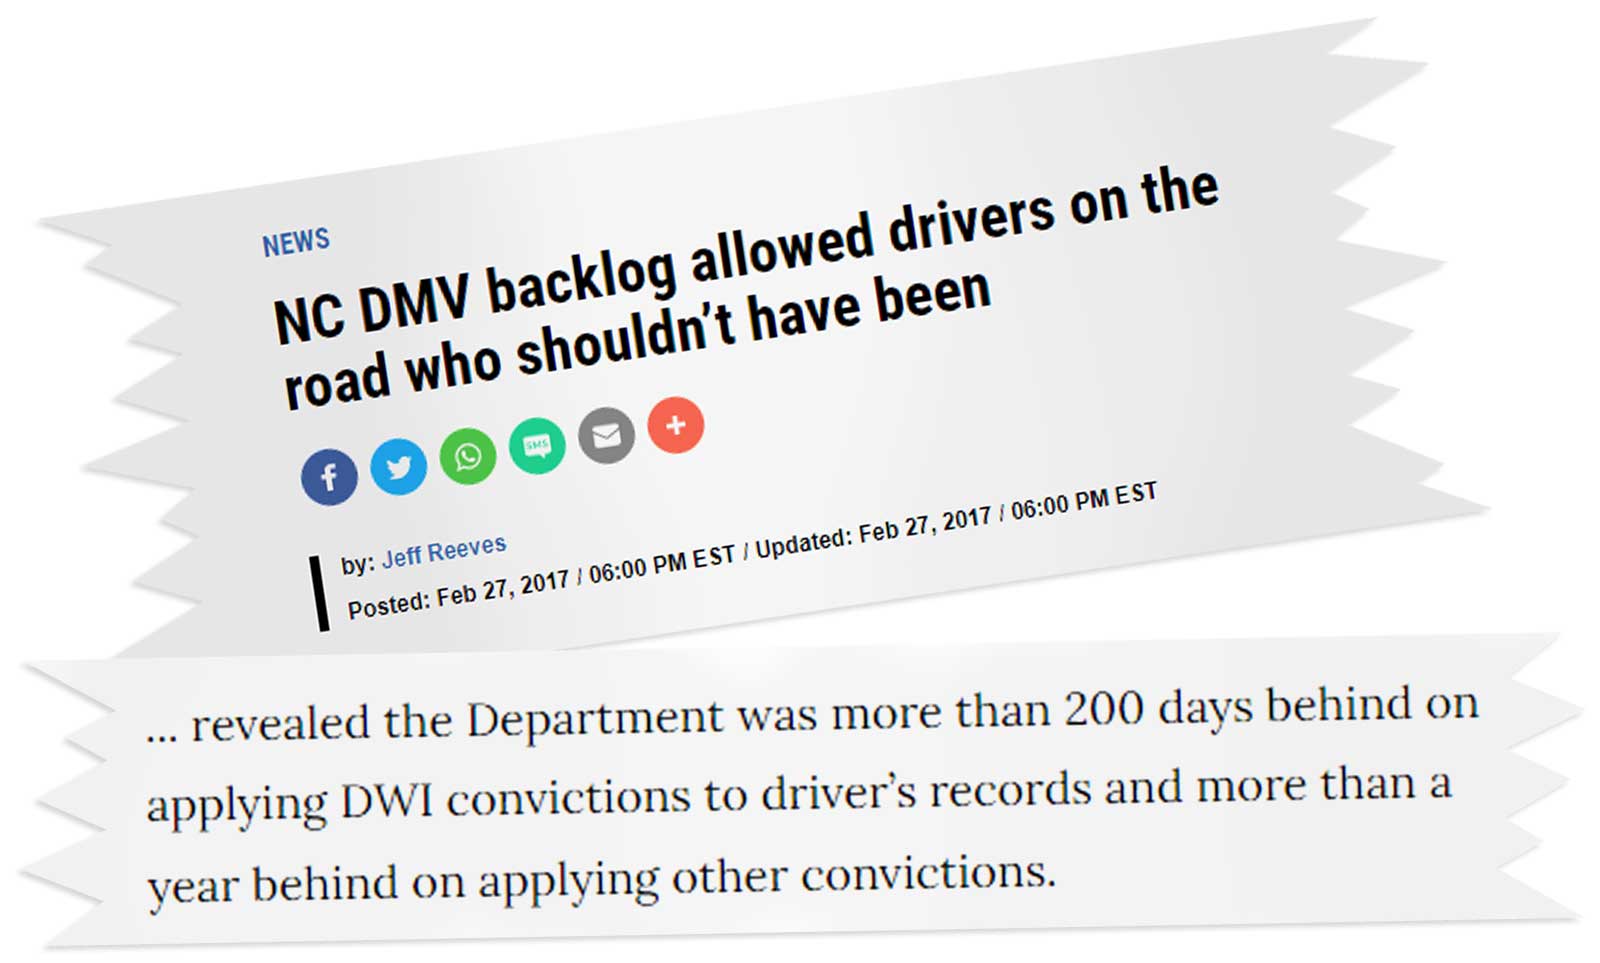 NEWS
NC DMV backlog allowed drivers on the
road who shouldn’t have been
f
SMS
+
by: Jeff Reeves
Posted: Feb 27, 2017 / 06:00 PM EST / Updated: Feb 27, 2017 / 06:00 PM EST
... revealed the Department was more than 200 days behind on
applying DWI convictions to driver’s records and more than a
year behind on applying other convictions.